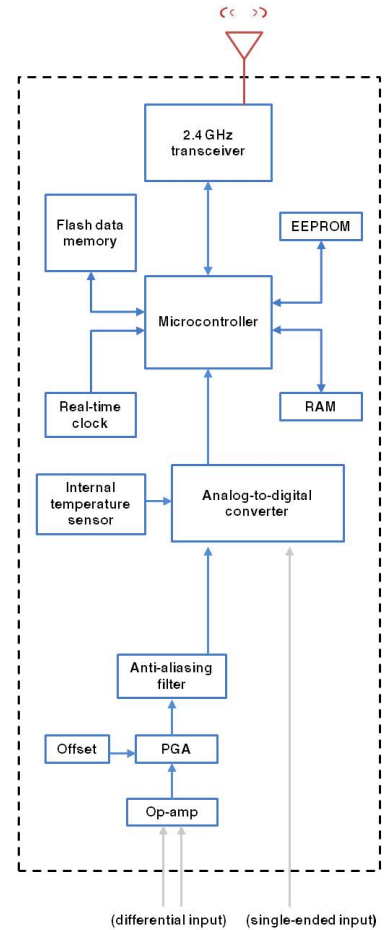 2.4 GHz
transceiver
Flash data
memory
EEPROM
Microcontroller
Real-time
clock
RAM
Internal
temperature
sensor
Analog-to-digital
converter
Anti-aliasing
filter
Offset
PGA
Op-amp
(differential input)
(single-ended input)